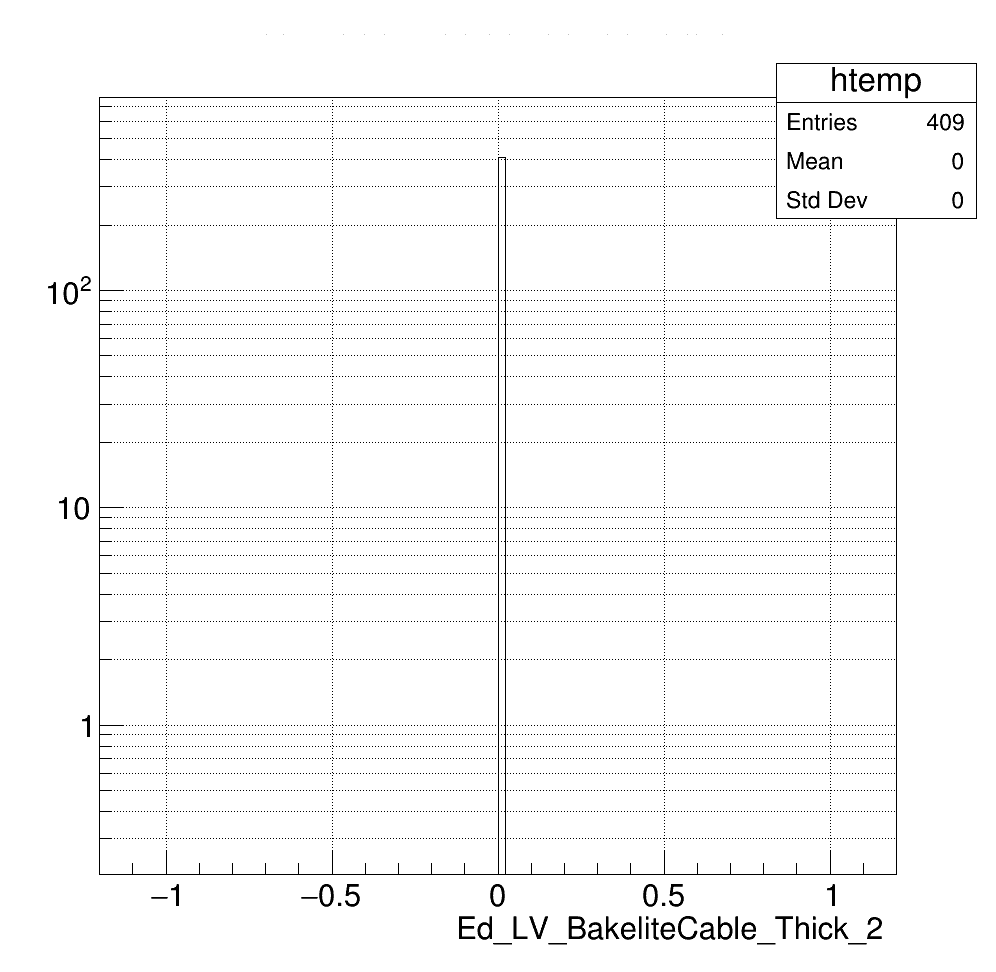 htemp
Entries 409
Mean 0
Std Dev 0
10²
10
1
−1 −0.5 0 0.5 1
Ed_LV_BakeliteCable_Thick_2